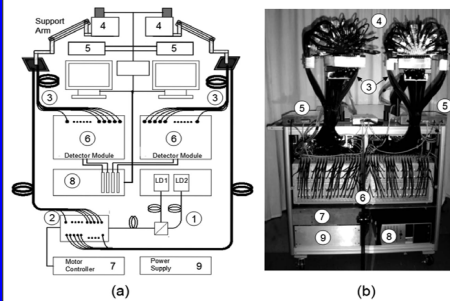 Support
Arm
4
4
5
5
3
3
6
6
Detector Module
Detector Module
8
LD1
LD2
2
1
Motor
Controller
7
Power
Supply
9
(a)
4
3
5
5
6
7
9
8
(b)